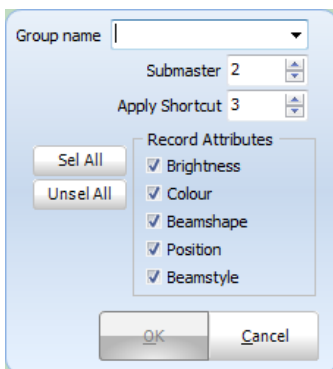 Group name
Submaster 2
Apply Shortcut 3
Record Attributes
Sel All
Brightness
Unsel All
Colour
Beamshape
Position
Beamstyle
OK Cancel